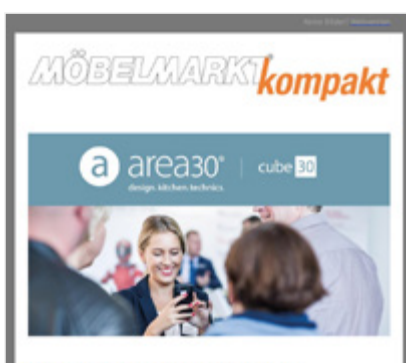 MÖBELMARKT kompakt
a area30° | cube 30
design.kitchen.technics.